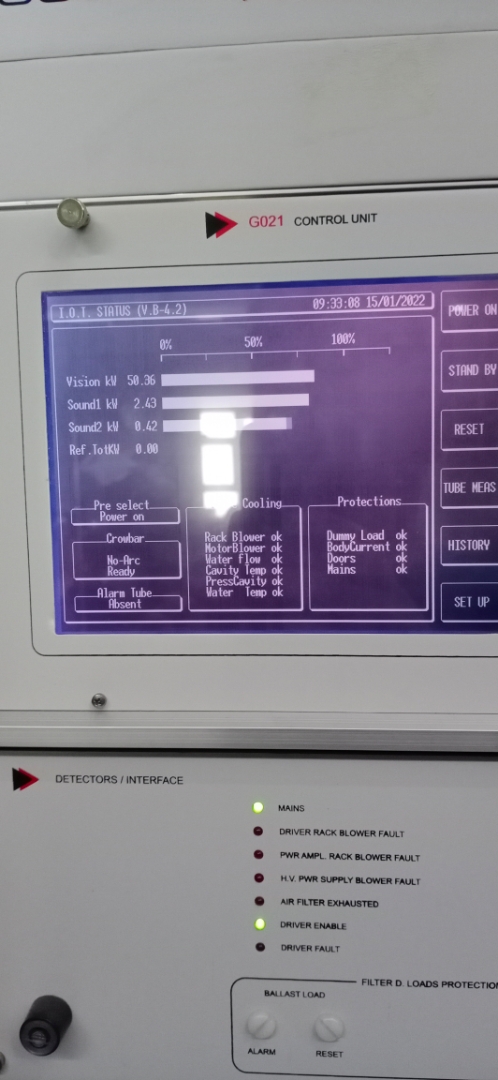 G021 CONTROL UNIT
I.O.T. STATUS (V.B-4.2) 09:33:08 15/01/2022
0% 50% 100%
Vision kW 50.36
Sound1 kW 2.43
Sound2 kW 0.42
Ref.TotKW 0.00
POWER ON
STAND BY
RESET
TUBE MEAS
HISTORY
SET UP
Pre select
Power on
Crowbar
No-Arc
Ready
Alarm Tube
Absent
Cooling
Rack Blower ok
MotorBlower ok
Water flow ok
Cavity Temp ok
PressCavity ok
Water Temp ok
Protections
Dummy Load ok
BodyCurrent ok
Doors ok
Mains ok
DETECTORS / INTERFACE
MAINS
DRIVER RACK BLOWER FAULT
PWR AMPL. RACK BLOWER FAULT
H.V. PWR SUPPLY BLOWER FAULT
AIR FILTER EXHAUSTED
DRIVER ENABLE
DRIVER FAULT
FILTER D. LOADS PROTECTION
BALLAST LOAD
ALARM RESET